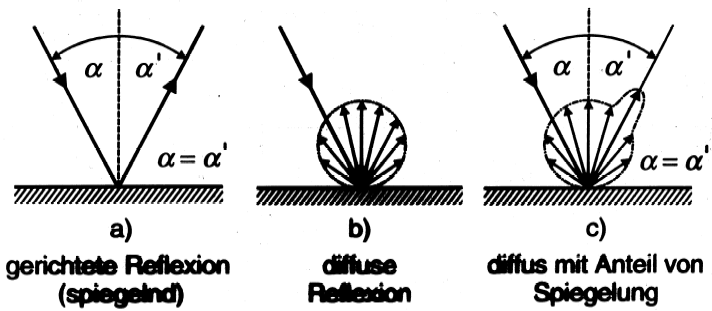 α α'
α = α'
a)
gerichtete Reflexion
(spiegelnd)
b)
diffuse
Reflexion
α α'
α = α'
c)
diffus mit Anteil von
Spiegelung